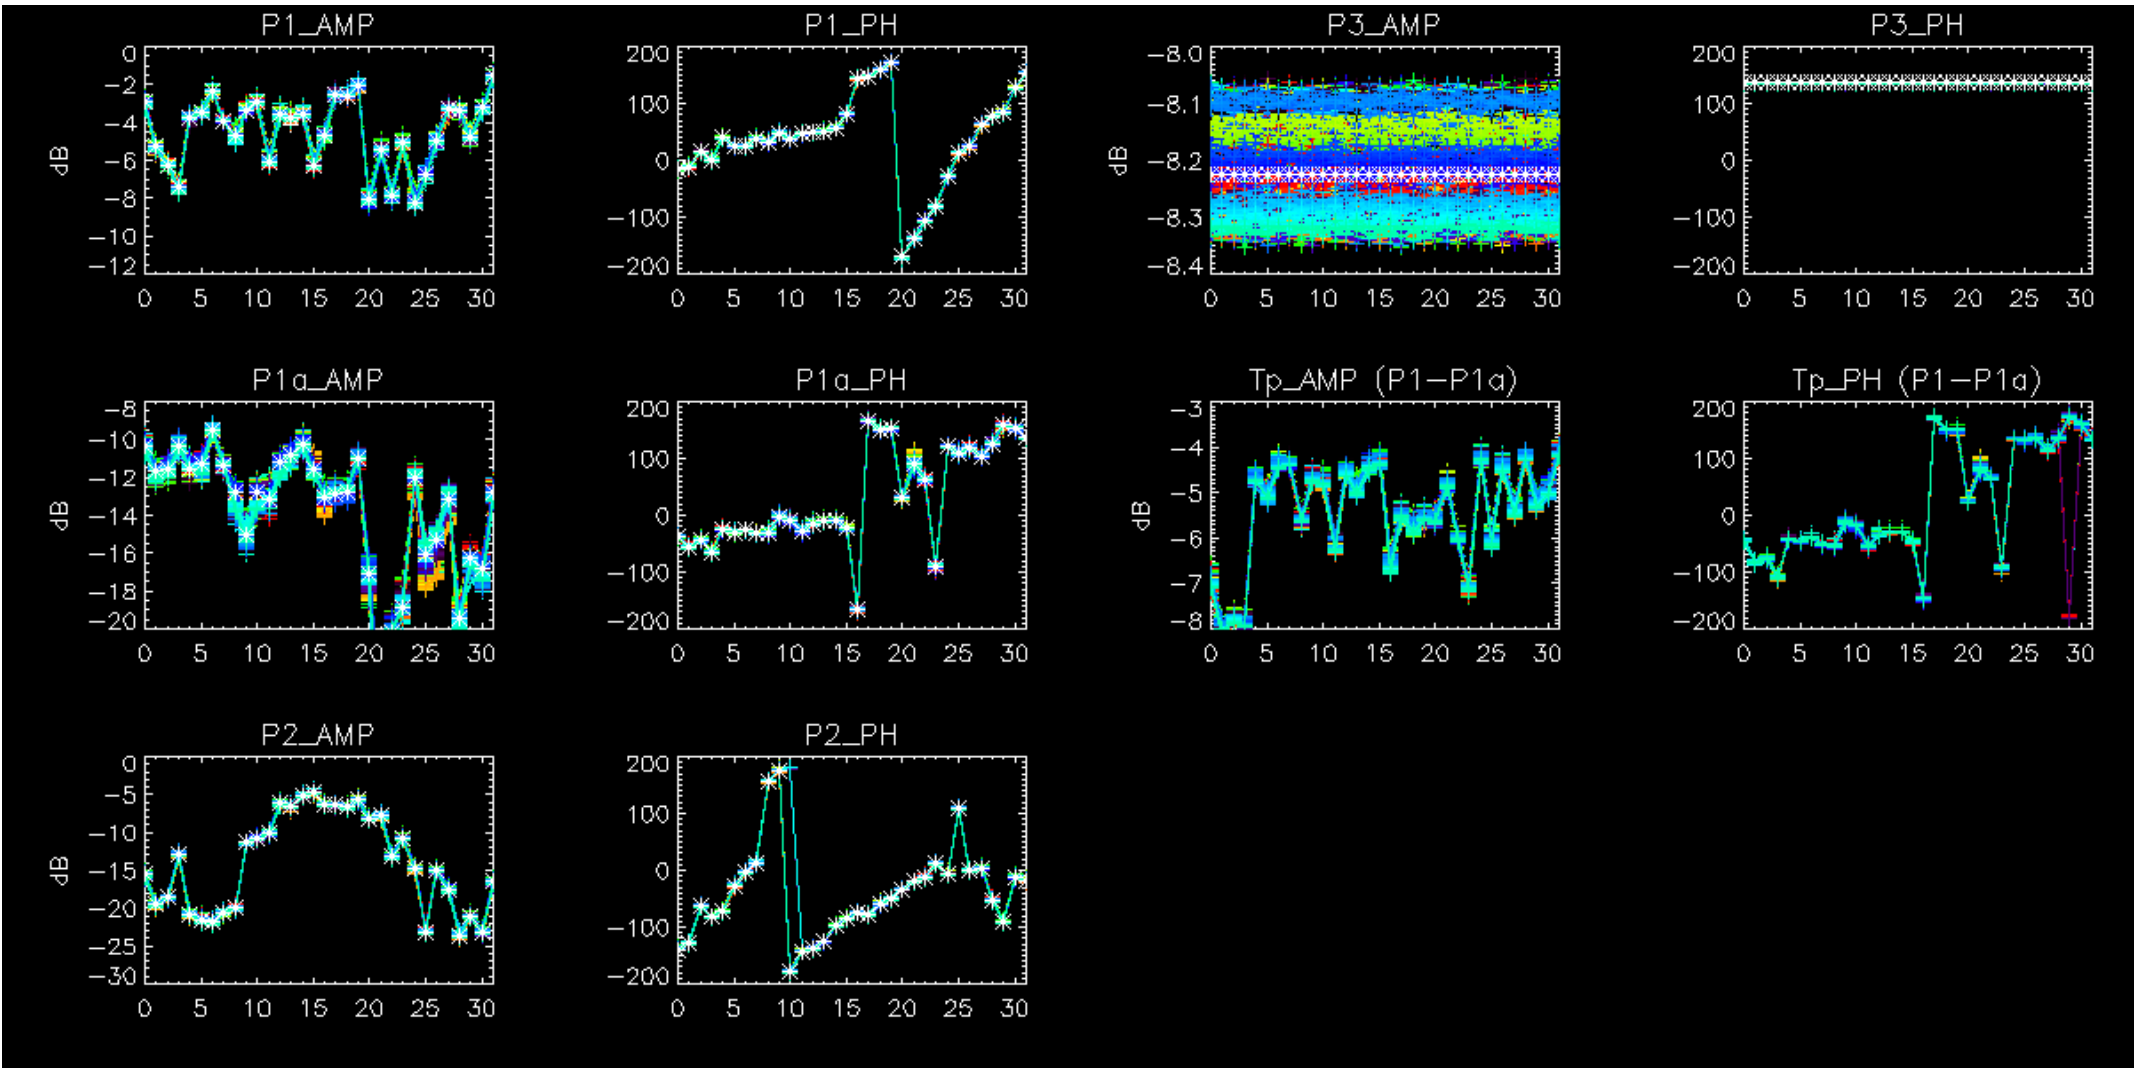 P1_AMP P1_PH P3_AMP P3_PH
0 200 -8.0 200
-2
100 -8.1 100
-4
dB -6 0 dB -8.2 0
-8
-100 -8.3 -100
-10
-12 -200 -8.4 -200
0 5 10 15 20 25 30 0 5 10 15 20 25 30 0 5 10 15 20 25 30 0 5 10 15 20 25 30
P1a_AMP P1a_PH Tp_AMP (P1-P1a) Tp_PH (P1-P1a)
-8 200 -3 200
-10 100 -4 100
-12
dB -14 0 dB -5 0
-16 -6
-100 -7 -100
-18
-20 -200 -8 -200
0 5 10 15 20 25 30 0 5 10 15 20 25 30 0 5 10 15 20 25 30 0 5 10 15 20 25 30
P2_AMP P2_PH
0 200
-5
100
-10
dB -15 0
-20
-100
-25
-30 -200
0 5 10 15 20 25 30 0 5 10 15 20 25 30